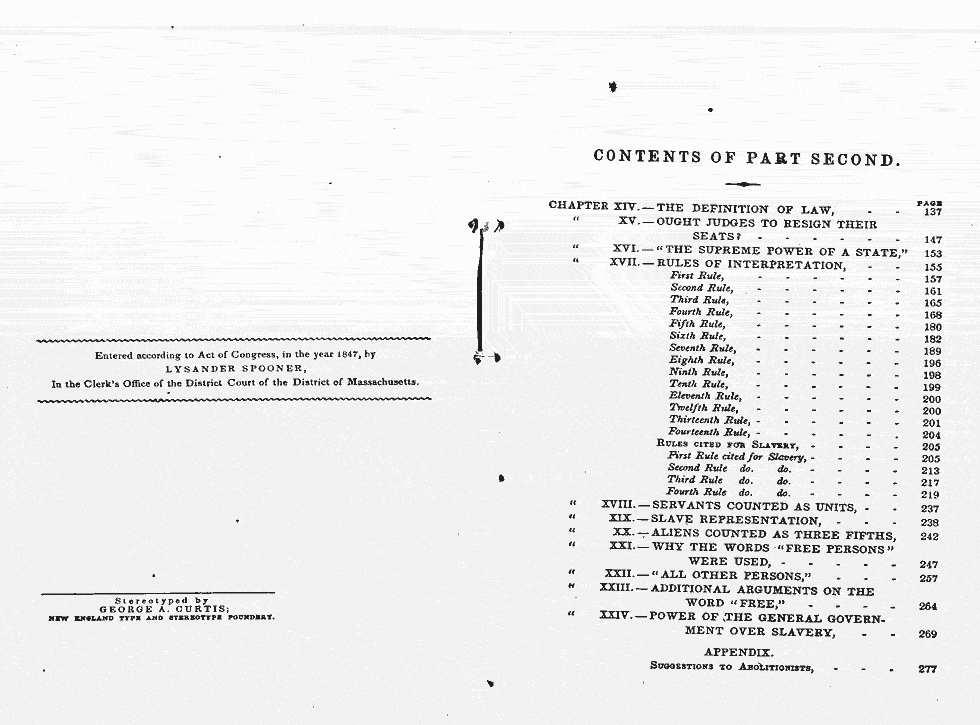 Entered according to Act of Congress, in the year 1847, by
LYSANDER SPOONER,
In the Clerk's Office of the District Court of the District of Massachusetts.
Stereotyped by
GEORGE A. CURTIS;
NEW ENGLAND TYPE AND STEREOTYPE FOUNDERY.
CONTENTS OF PART SECOND.
PAGE
CHAPTER XIV.—THE DEFINITION OF LAW, - - 137
" XV.—OUGHT JUDGES TO RESIGN THEIR
SEATS? - - - - - - 147
" XVI.—"THE SUPREME POWER OF A STATE," 153
" XVII.—RULES OF INTERPRETATION, - - 155
First Rule, - - - - - - 157
Second Rule, - - - - - - 161
Third Rule, - - - - - - 165
Fourth Rule, - - - - - - 168
Fifth Rule, - - - - - - 180
Sixth Rule, - - - - - - 182
Seventh Rule, - - - - - - 189
Eighth Rule, - - - - - - 196
Ninth Rule, - - - - - - 198
Tenth Rule, - - - - - - 199
Eleventh Rule, - - - - - - 200
Twelfth Rule, - - - - - - 200
Thirteenth Rule, - - - - - - 201
Fourteenth Rule, - - - - - - 204
RULES CITED FOR SLAVERY, - - - - 205
First Rule cited for Slavery, - - - - 205
Second Rule do. do. - - - - 213
Third Rule do. do. - - - - 217
Fourth Rule do. do. - - - - 219
" XVIII.—SERVANTS COUNTED AS UNITS, - - 237
" XIX.—SLAVE REPRESENTATION, - - - 238
" XX.—ALIENS COUNTED AS THREE FIFTHS, 242
" XXI.—WHY THE WORDS "FREE PERSONS"
WERE USED, - - - - - 247
" XXII.—"ALL OTHER PERSONS," - - - 257
" XXIII.—ADDITIONAL ARGUMENTS ON THE
WORD "FREE," - - - - 264
" XXIV.—POWER OF THE GENERAL GOVERN-
MENT OVER SLAVERY, - - 269
APPENDIX.
SUGGESTIONS TO ABOLITIONISTS, - - - 277